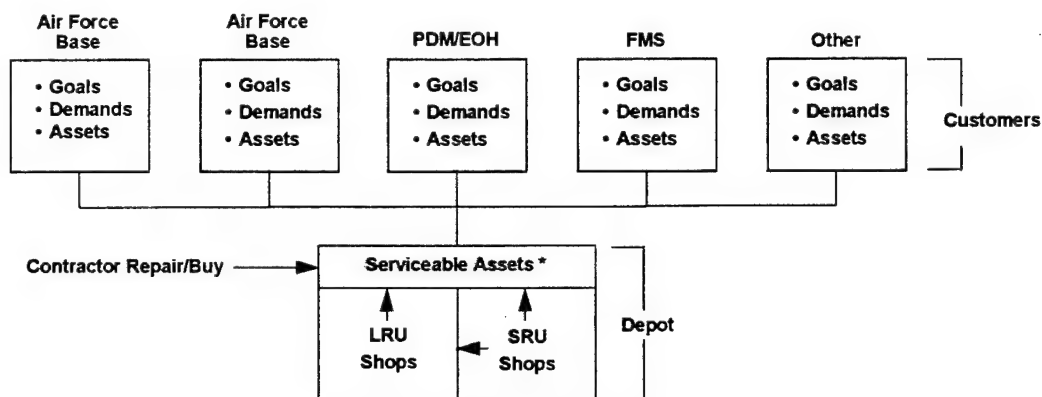 Air Force
Base
Air Force
Base
PDM/EOH
FMS
Other
• Goals
• Demands
• Assets
• Goals
• Demands
• Assets
• Goals
• Demands
• Assets
• Goals
• Demands
• Assets
• Goals
• Demands
• Assets
Customers
Contractor Repair/Buy
Serviceable Assets *
LRU
Shops
SRU
Shops
Depot